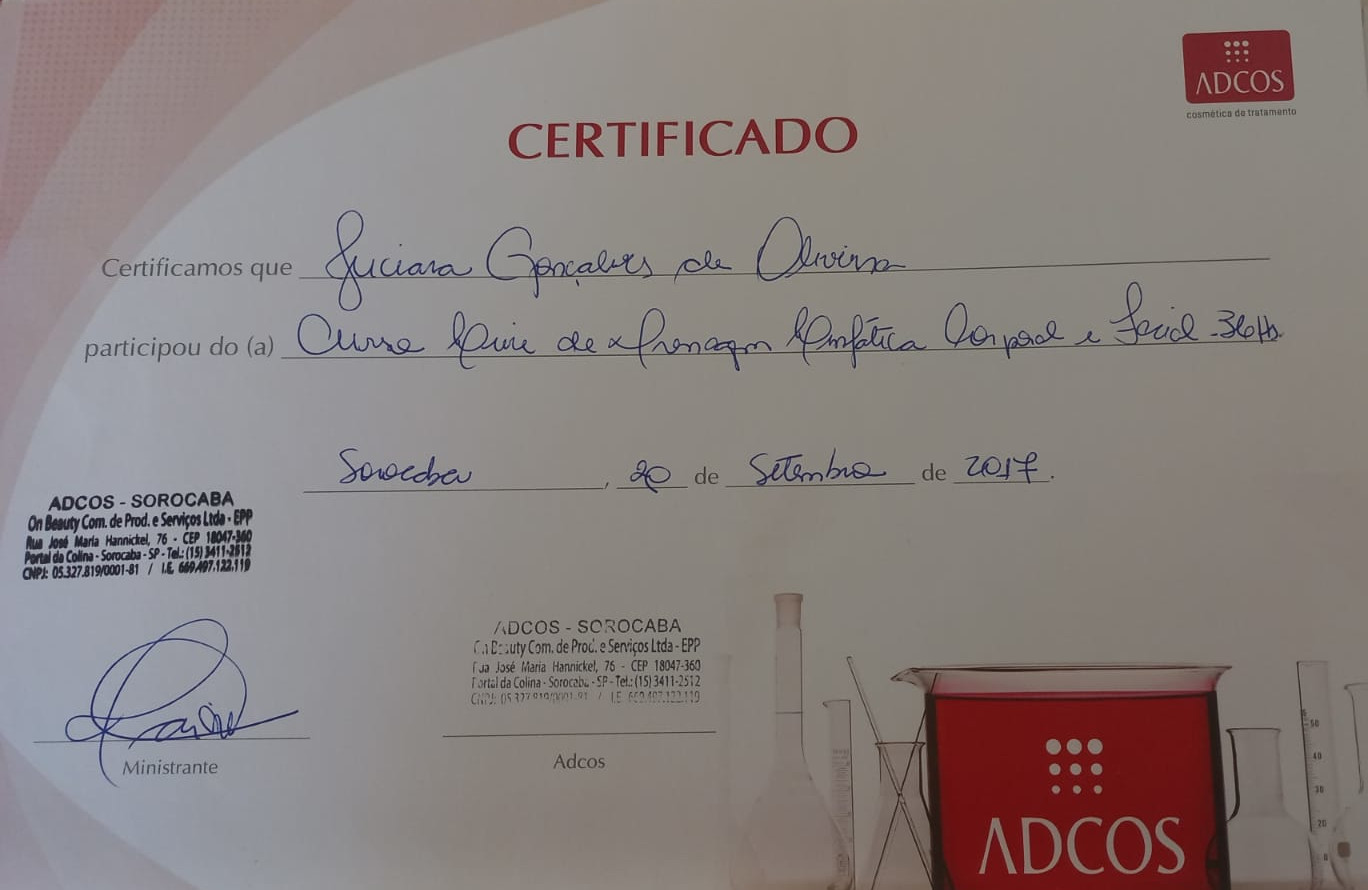 ADCOS
cosmética de tratamento
CERTIFICADO
Certificamos que Luciana Gonçalves de Oliveira
participou do (a) Curso Livre de Drenagem Linfática Corporal e Facial - 36 Hs.
Sorocaba, 20 de Setembro de 2017.
ADCOS - SOROCABA
On Beauty Com. de Prod. e Serviços Ltda - EPP
Rua José Maria Hannickel, 76 - CEP 18047-360
Portal da Colina - Sorocaba - SP - Tel.: (15) 3411-2512
CNPJ: 05.327.819/0001-81 / I.E. 669.497.122.119
Ministrante
ADCOS - SOROCABA
On Beauty Com. de Prod. e Serviços Ltda - EPP
Rua José Maria Hannickel, 76 - CEP 18047-360
Portal da Colina - Sorocaba - SP - Tel.: (15) 3411-2512
CNPJ: 05.327.819/0001-81 / I.E. 669.497.122.119
Adcos
ADCOS
50
40
30
20